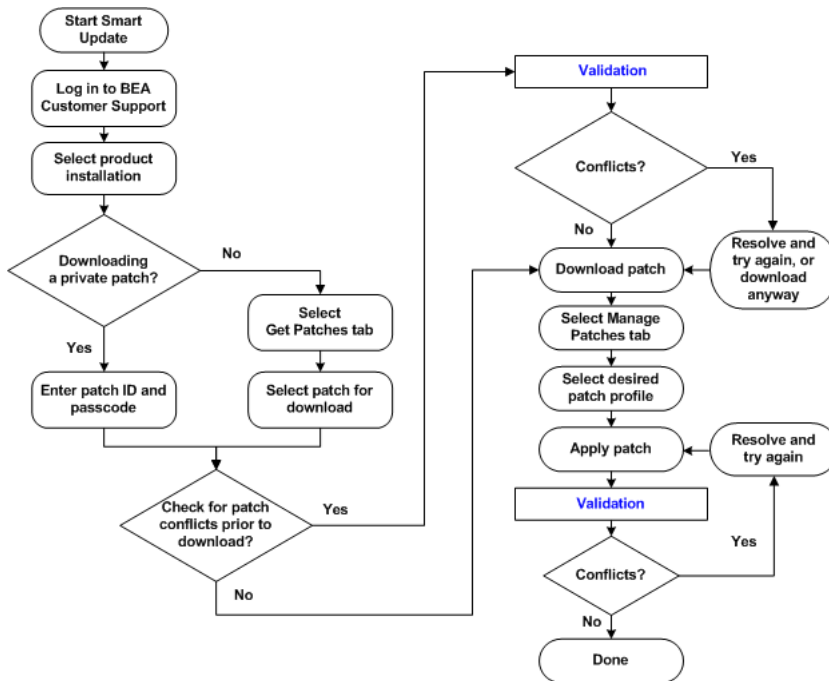 Start Smart
Update
Log in to BEA
Customer Support
Select product
installation
Downloading
a private patch?
No
Yes
Select
Get Patches tab
Enter patch ID and
passcode
Select patch for
download
Check for patch
conflicts prior to
download?
Yes
No
Validation
Conflicts?
Yes
No
Resolve and
try again, or
download
anyway
Download patch
Select Manage
Patches tab
Select desired
patch profile
Apply patch
Resolve and
try again
Validation
Conflicts?
Yes
No
Done